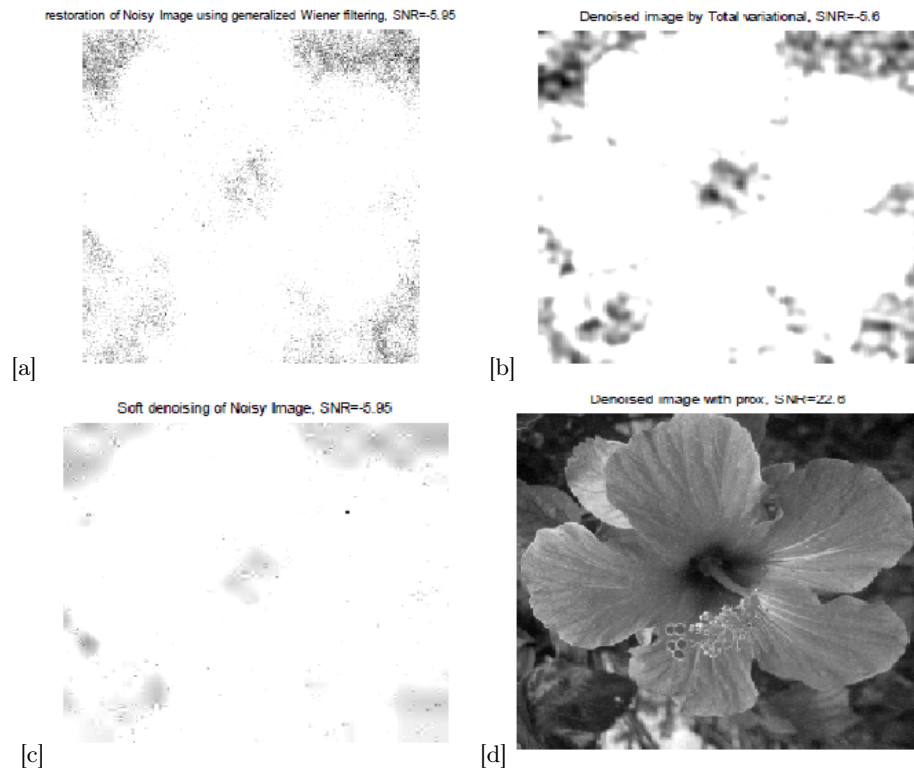 restoration of Noisy Image using generalized Wiener filtering, SNR=-5.95
Denoised image by Total variational, SNR=-5.6
[a]
[b]
Soft denoising of Noisy Image, SNR=-5.95
Denoised image with prox, SNR=22.6
[c]
[d]